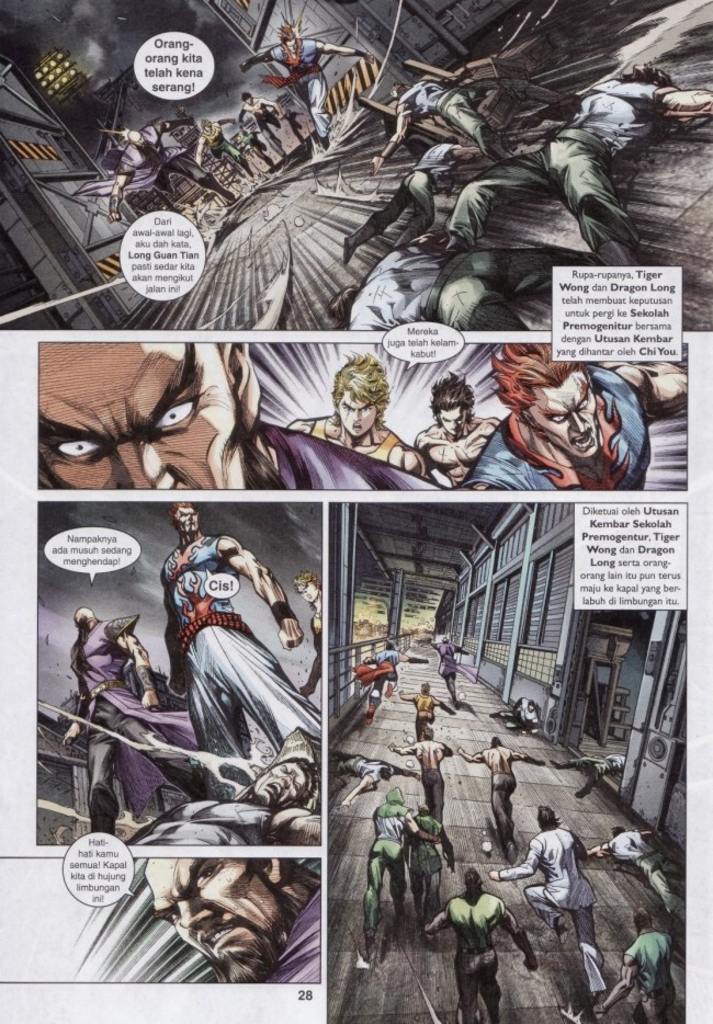 Orang-
orang kita
telah kena
serang!
Dari
awal-awal lagi,
aku dah kata,
Long Guan Tian
pasti sedar kita
akan mengikut
jalan ini!
Rupa-rupanya, Tiger
Wong dan Dragon Long
telah membuat keputusan
untuk pergi ke Sekolah
Premogenitur bersama
dengan Utusan Kembar
yang dihantar oleh Chi You.
Mereka
juga telah kelam-
kabut!
Nampaknya
ada musuh sedang
menghendap!
Cis!
Diketuai oleh Utusan
Kembar Sekolah
Premogentur, Tiger
Wong dan Dragon
Long serta orang-
orang lain itu pun terus
maju ke kapal yang ber-
labuh di limbungan itu.
Hati-
hati kamu
semua! Kapal
kita di hujung
limbungan
ini!
28